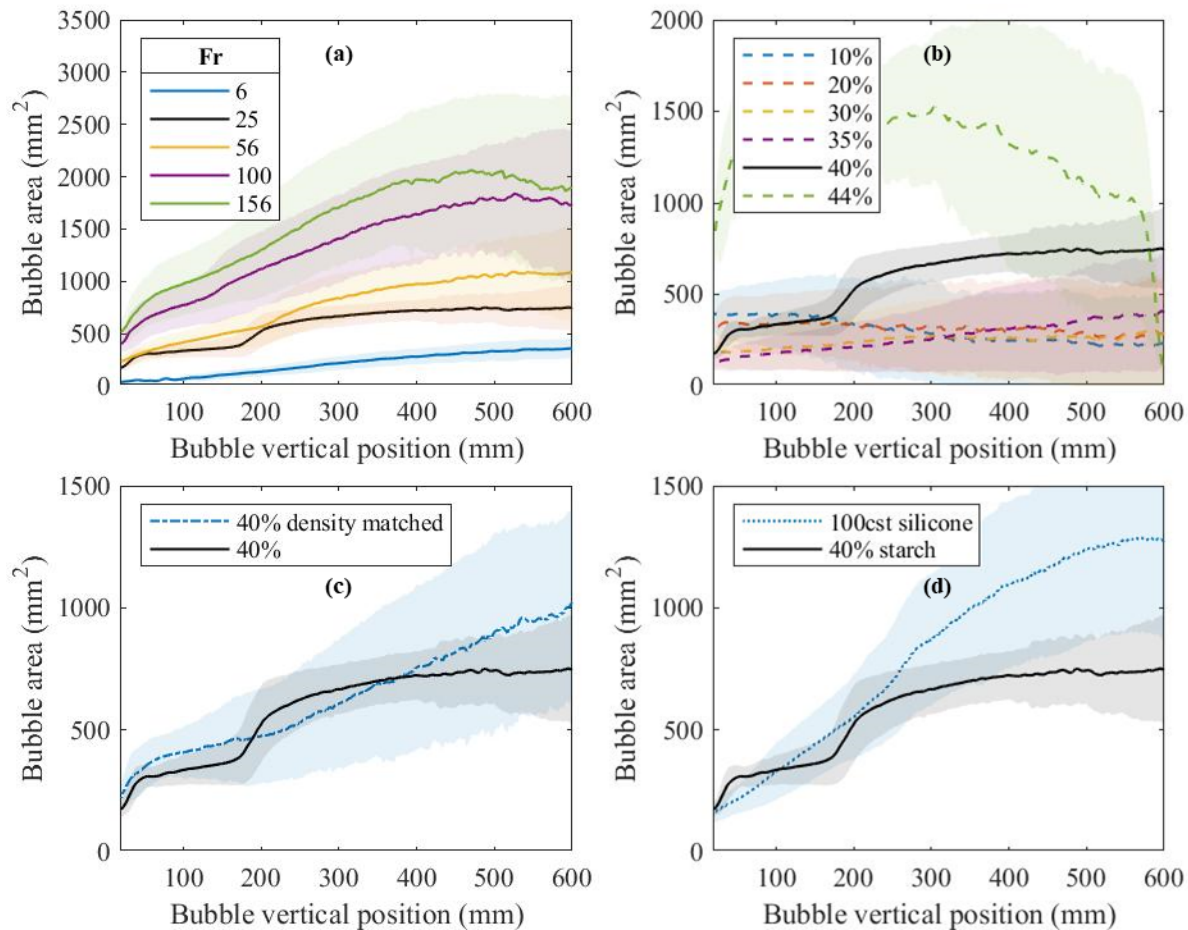 (a)
Fr
6
25
56
100
156
3500
3000
2500
2000
1500
1000
500
0
100 200 300 400 500 600
Bubble area (mm²)
Bubble vertical position (mm)
(b)
10%
20%
30%
35%
40%
44%
2000
1500
1000
500
0
100 200 300 400 500 600
Bubble area (mm²)
Bubble vertical position (mm)
40% density matched
40%
(c)
1500
1000
500
0
100 200 300 400 500 600
Bubble area (mm²)
Bubble vertical position (mm)
100cst silicone
40% starch
(d)
1500
1000
500
0
100 200 300 400 500 600
Bubble area (mm²)
Bubble vertical position (mm)